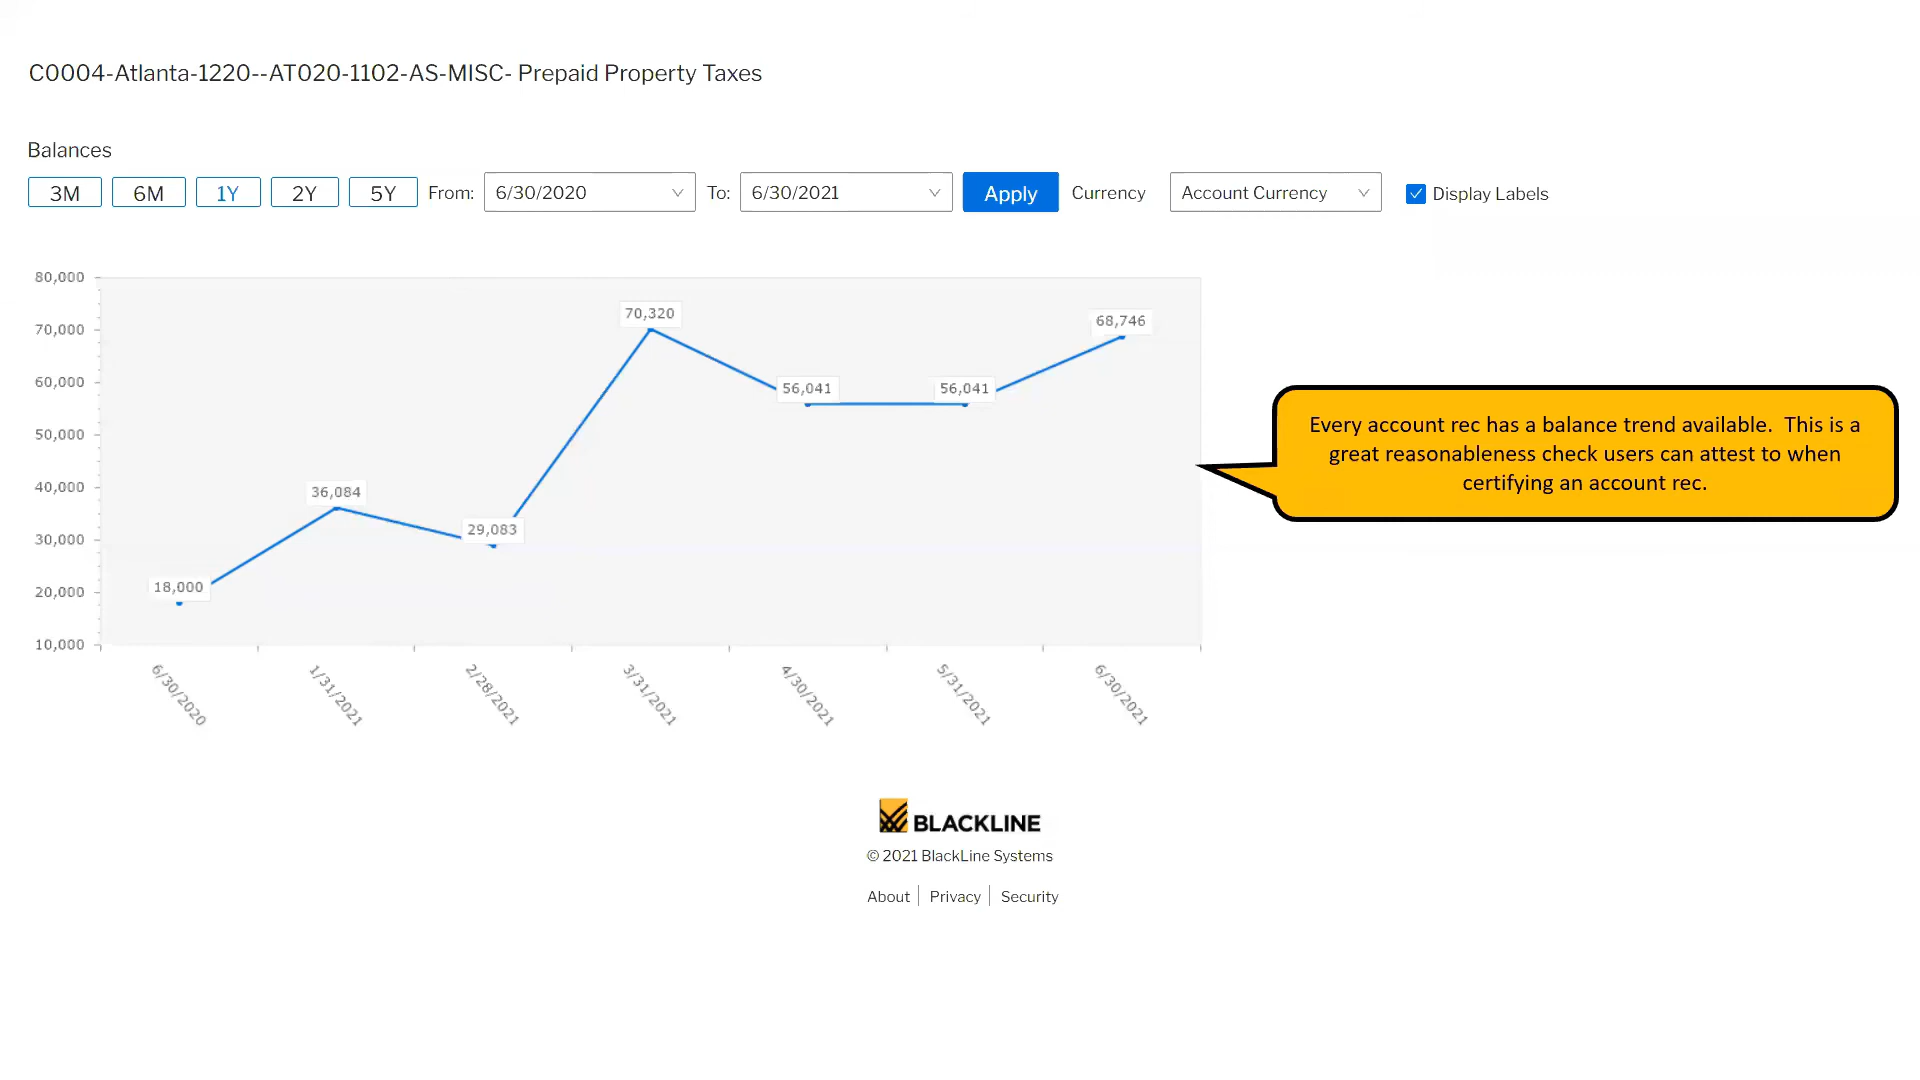 C0004-Atlanta-1220--AT020-1102-AS-MISC- Prepaid Property Taxes
Balances
3M 6M 1Y 2Y 5Y From: 6/30/2020 To: 6/30/2021 Apply Currency Account Currency Display Labels
80,000
70,000
60,000
50,000
40,000
30,000
20,000
10,000
18,000
36,084
29,083
70,320
56,041
56,041
68,746
6/30/2020
1/31/2021
2/28/2021
3/31/2021
4/30/2021
5/31/2021
6/30/2021
Every account rec has a balance trend available. This is a
great reasonableness check users can attest to when
certifying an account rec.
BLACKLINE
© 2021 BlackLine Systems
About Privacy Security